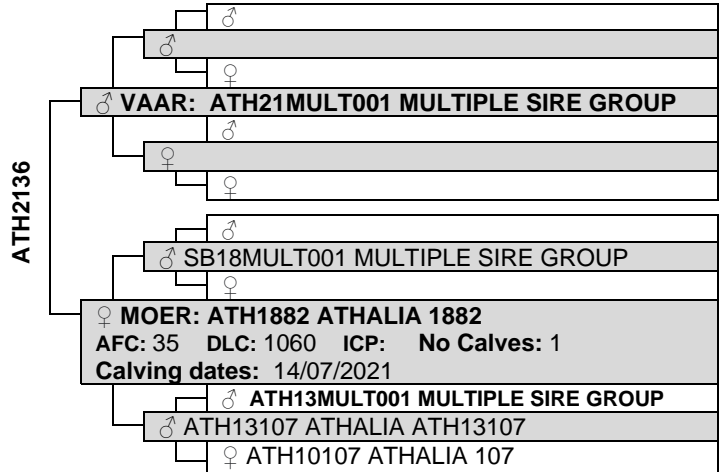 ♂
♂
♀
♂ VAAR: ATH21MULT001 MULTIPLE SIRE GROUP
♂
♀
♀
ATH2136
♂
♂ SB18MULT001 MULTIPLE SIRE GROUP
♀
♀ MOER: ATH1882 ATHALIA 1882
AFC: 35 DLC: 1060 ICP: No Calves: 1
Calving dates: 14/07/2021
♂ ATH13MULT001 MULTIPLE SIRE GROUP
♂ ATH13107 ATHALIA ATH13107
♀ ATH10107 ATHALIA 107